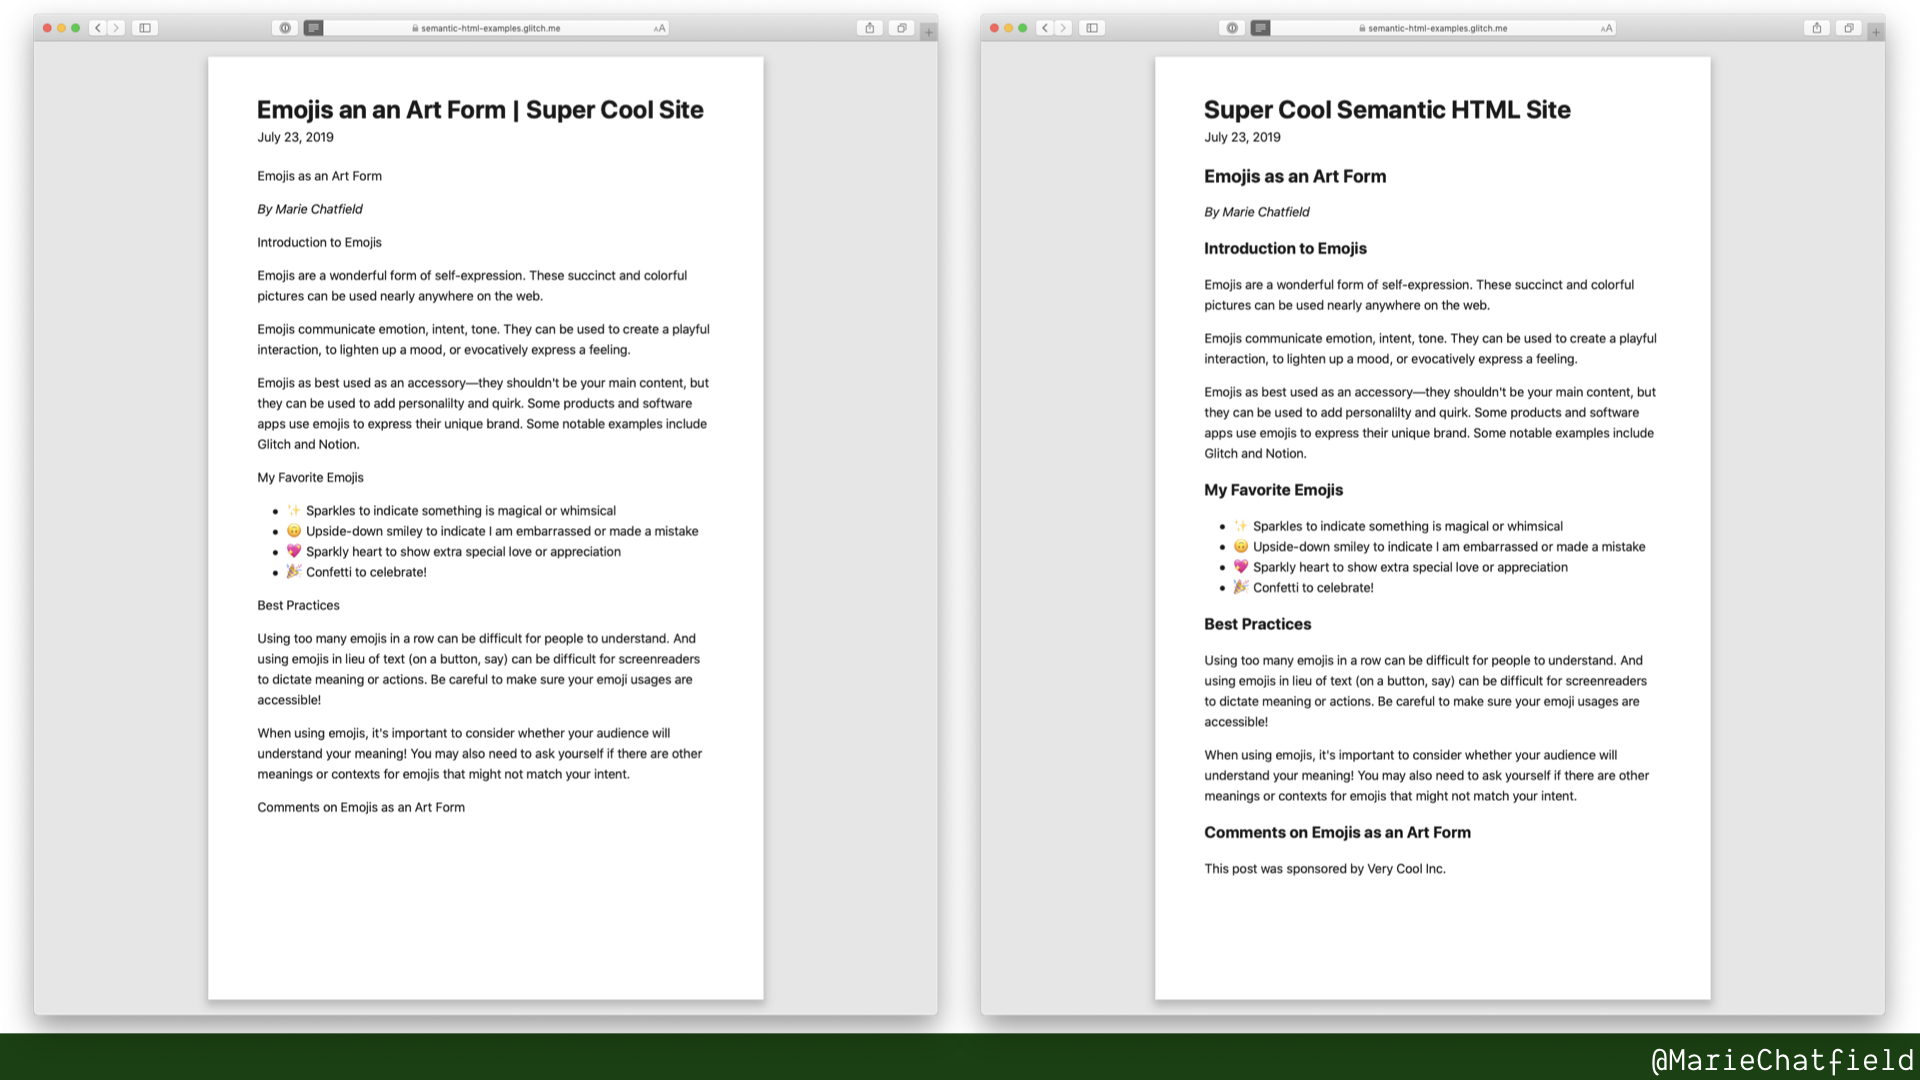 semantic-html-examples.glitch.me
AA
Emojis an an Art Form | Super Cool Site
July 23, 2019
Emojis as an Art Form
By Marie Chatfield
Introduction to Emojis
Emojis are a wonderful form of self-expression. These succinct and colorful
pictures can be used nearly anywhere on the web.
Emojis communicate emotion, intent, tone. They can be used to create a playful
interaction, to lighten up a mood, or evocatively express a feeling.
Emojis as best used as an accessory—they shouldn't be your main content, but
they can be used to add personalilty and quirk. Some products and software
apps use emojis to express their unique brand. Some notable examples include
Glitch and Notion.
My Favorite Emojis
• ✨ Sparkles to indicate something is magical or whimsical
• 🙃 Upside-down smiley to indicate I am embarrassed or made a mistake
• 💖 Sparkly heart to show extra special love or appreciation
• 🎉 Confetti to celebrate!
Best Practices
Using too many emojis in a row can be difficult for people to understand. And
using emojis in lieu of text (on a button, say) can be difficult for screenreaders
to dictate meaning or actions. Be careful to make sure your emoji usages are
accessible!
When using emojis, it's important to consider whether your audience will
understand your meaning! You may also need to ask yourself if there are other
meanings or contexts for emojis that might not match your intent.
Comments on Emojis as an Art Form
semantic-html-examples.glitch.me
AA
Super Cool Semantic HTML Site
July 23, 2019
Emojis as an Art Form
By Marie Chatfield
Introduction to Emojis
Emojis are a wonderful form of self-expression. These succinct and colorful
pictures can be used nearly anywhere on the web.
Emojis communicate emotion, intent, tone. They can be used to create a playful
interaction, to lighten up a mood, or evocatively express a feeling.
Emojis as best used as an accessory—they shouldn't be your main content, but
they can be used to add personalilty and quirk. Some products and software
apps use emojis to express their unique brand. Some notable examples include
Glitch and Notion.
My Favorite Emojis
• ✨ Sparkles to indicate something is magical or whimsical
• 🙃 Upside-down smiley to indicate I am embarrassed or made a mistake
• 💖 Sparkly heart to show extra special love or appreciation
• 🎉 Confetti to celebrate!
Best Practices
Using too many emojis in a row can be difficult for people to understand. And
using emojis in lieu of text (on a button, say) can be difficult for screenreaders
to dictate meaning or actions. Be careful to make sure your emoji usages are
accessible!
When using emojis, it's important to consider whether your audience will
understand your meaning! You may also need to ask yourself if there are other
meanings or contexts for emojis that might not match your intent.
Comments on Emojis as an Art Form
This post was sponsored by Very Cool Inc.
@MarieChatfield